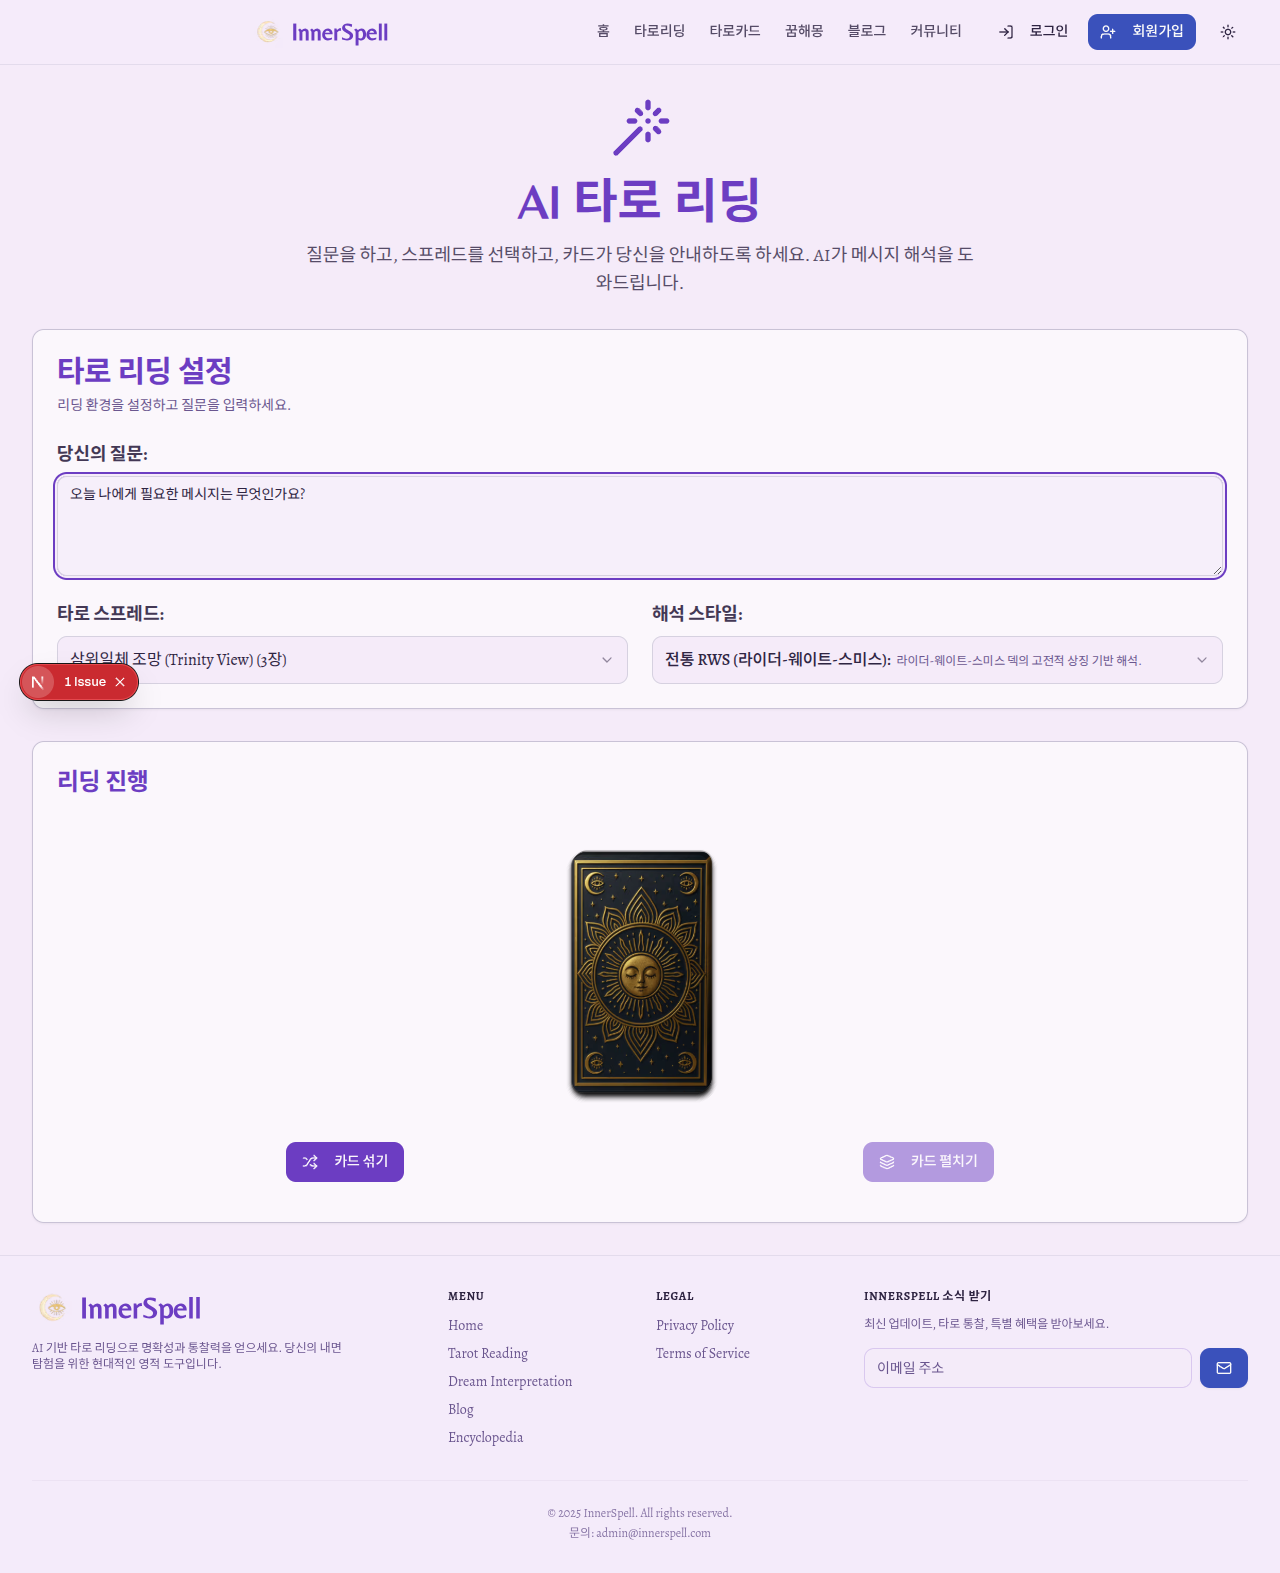 InnerSpell
홈 타로리딩 타로카드 꿈해몽 블로그 커뮤니티 로그인 회원가입
AI 타로 리딩
질문을 하고, 스프레드를 선택하고, 카드가 당신을 안내하도록 하세요. AI가 메시지 해석을 도
와드립니다.
타로 리딩 설정
리딩 환경을 설정하고 질문을 입력하세요.
당신의 질문:
오늘 나에게 필요한 메시지는 무엇인가요?
타로 스프레드:
삼위일체 조망 (Trinity View) (3장)
해석 스타일:
전통 RWS (라이더-웨이트-스미스): 라이더-웨이트-스미스 덱의 고전적 상징 기반 해석.
N 1 Issue
리딩 진행
카드 섞기
카드 펼치기
InnerSpell
AI 기반 타로 리딩으로 명확성과 통찰력을 얻으세요. 당신의 내면
탐험을 위한 현대적인 영적 도구입니다.
MENU
Home
Tarot Reading
Dream Interpretation
Blog
Encyclopedia
LEGAL
Privacy Policy
Terms of Service
INNERSPELL 소식 받기
최신 업데이트, 타로 통찰, 특별 혜택을 받아보세요.
이메일 주소
© 2025 InnerSpell. All rights reserved.
문의: admin@innerspell.com